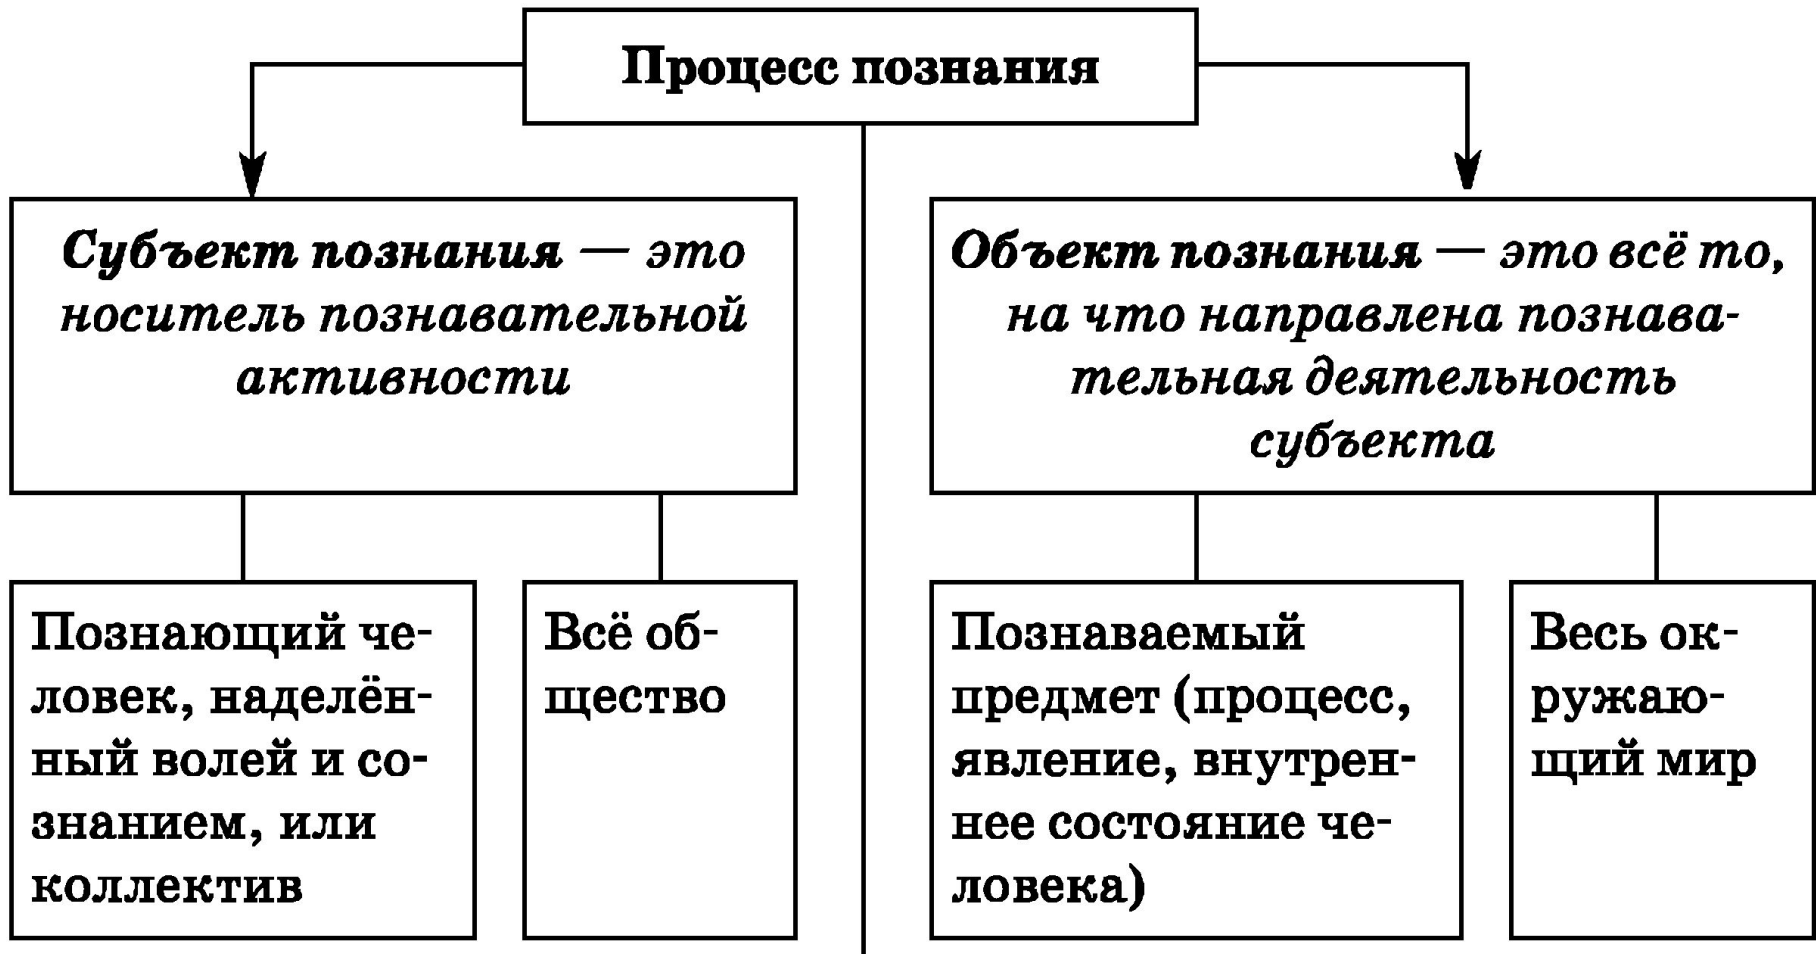 Процесс познания
Субъект познания — это
носитель познавательной
активности
Объект познания — это всё то,
на что направлена познава-
тельная деятельность
субъекта
Познающий че-
ловек, наделён-
ный волей и со-
знанием, или
коллектив
Всё об-
щество
Познаваемый
предмет (процесс,
явление, внутрен-
нее состояние че-
ловека)
Весь ок-
ружаю-
щий мир